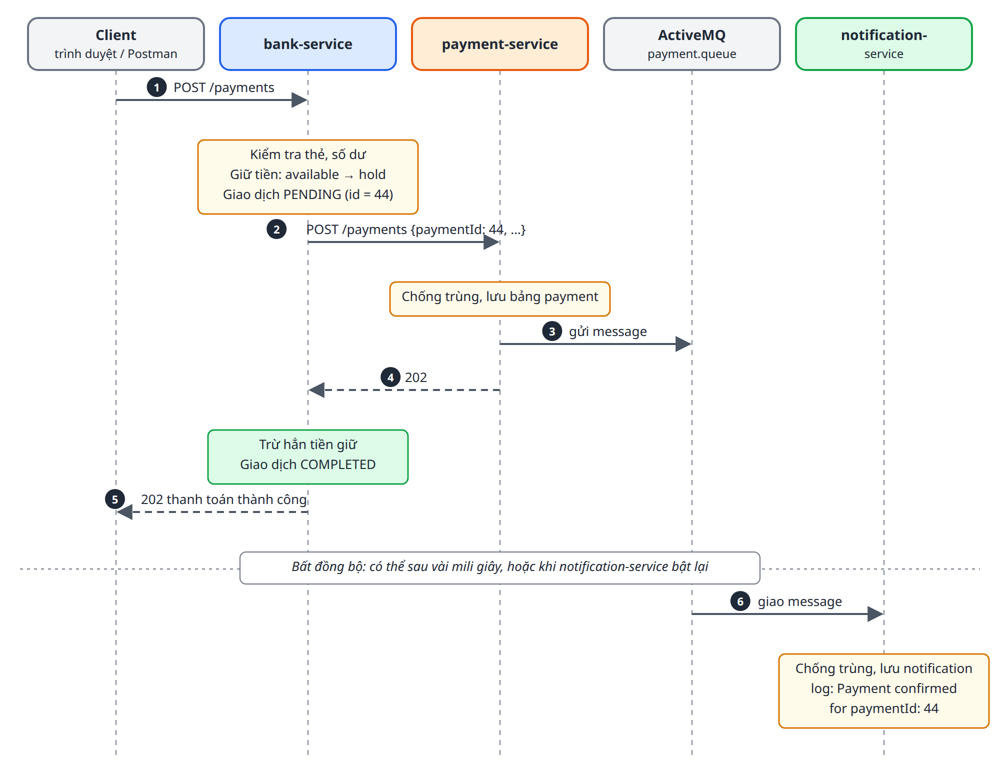 Client
trình duyệt / Postman
bank-service
payment-service
ActiveMQ
payment.queue
notification-
service
1 POST /payments
Kiểm tra thẻ, số dư
Giữ tiền: available → hold
Giao dịch PENDING (id = 44)
2 POST /payments {paymentId: 44, ...}
Chống trùng, lưu bảng payment
3 gửi message
4 202
Trừ hẳn tiền giữ
Giao dịch COMPLETED
5 202 thanh toán thành công
Bất đồng bộ: có thể sau vài mili giây, hoặc khi notification-service bật lại
6 giao message
Chống trùng, lưu notification
log: Payment confirmed
for paymentId: 44